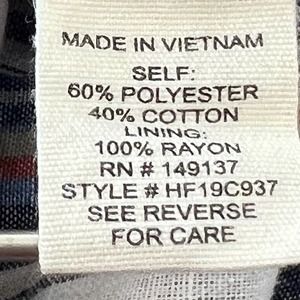 MADE IN VIETNAM
SELF:
60% POLYESTER
40% COTTON
LINING:
100% RAYON
RN # 149137
STYLE # HF19C937
SEE REVERSE
FOR CARE